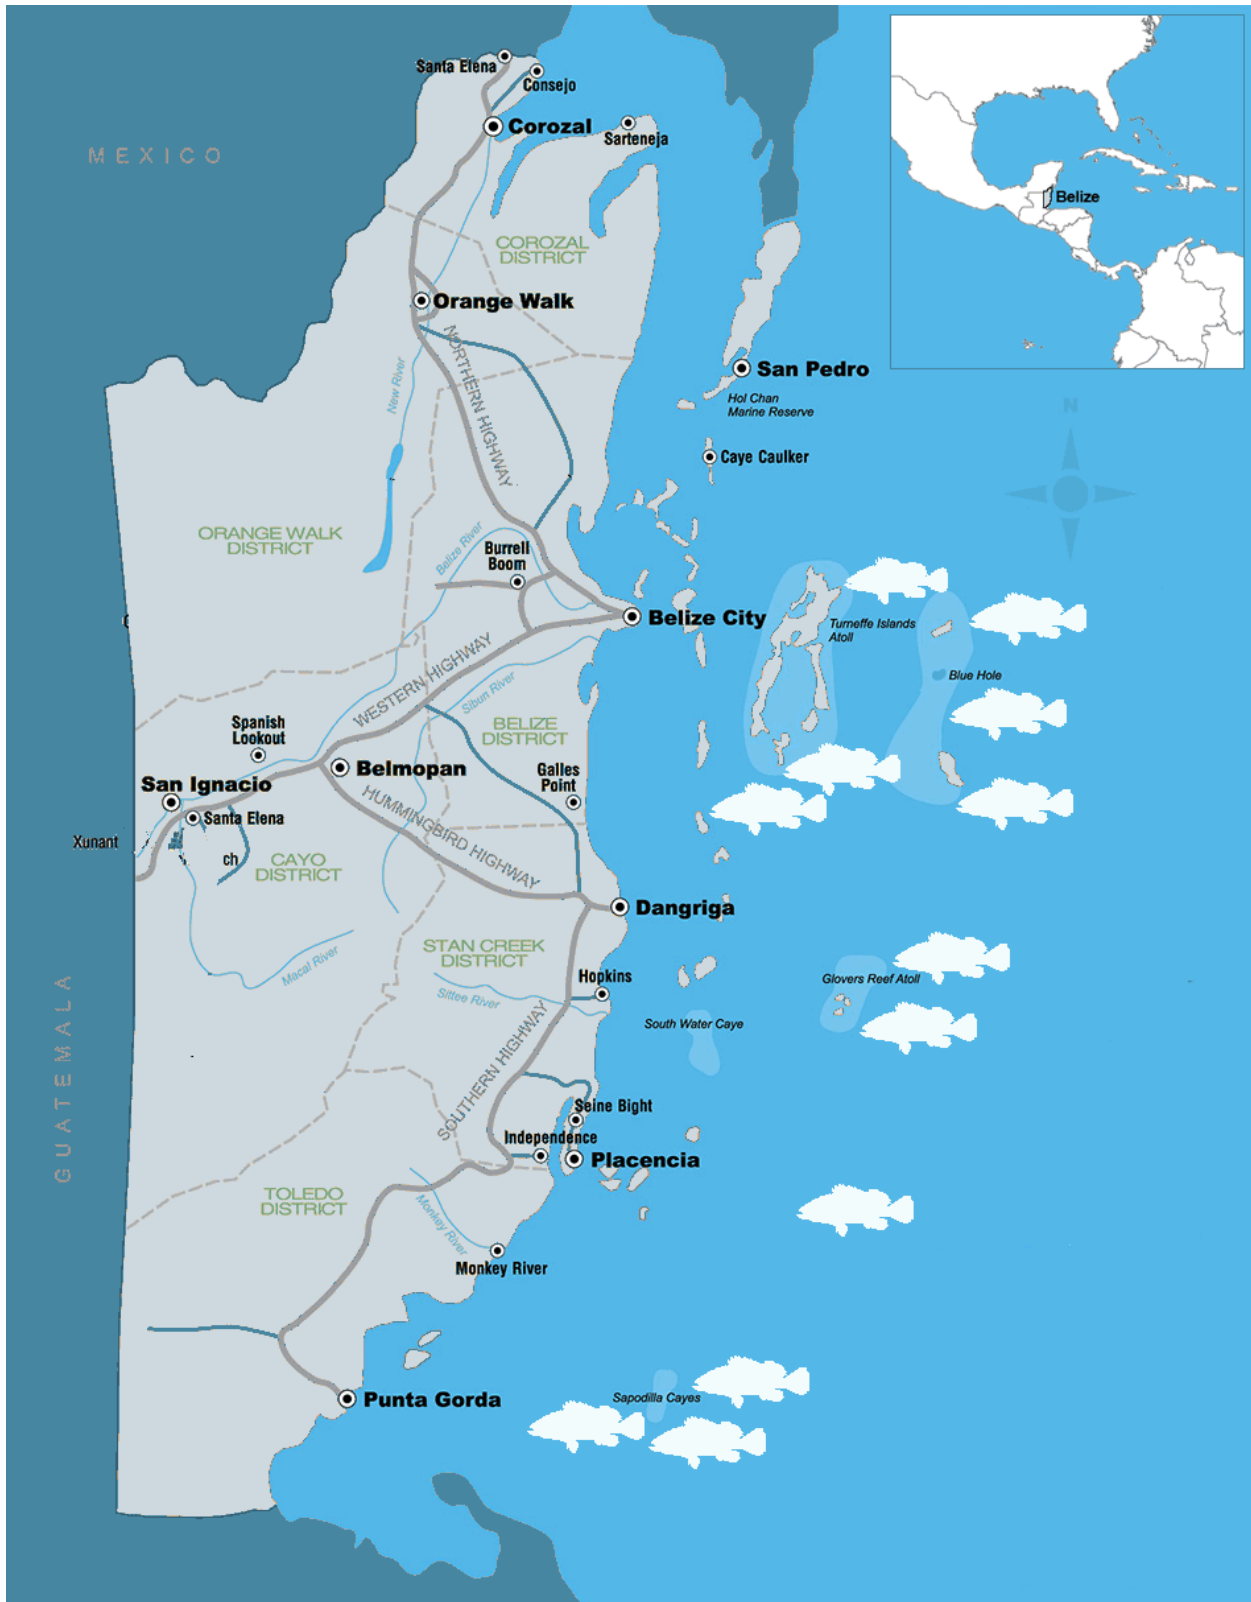 Santa Elena
Consejo
Corozal
Sarteneja
MEXICO
Belize
COROZAL
DISTRICT
Orange Walk
NORTHERN HIGHWAY
New River
San Pedro
Hol Chan
Marine Reserve
N
Caye Caulker
ORANGE WALK
DISTRICT
Belize River
Burrell
Boom
Belize City
Turneffe Islands
Atoll
WESTERN HIGHWAY
Sibun River
Blue Hole
Spanish
Lookout
BELIZE
DISTRICT
Belmopan
Galles
Point
San Ignacio
HUMMINGBIRD HIGHWAY
Santa Elena
Xunant
ch
CAYO
DISTRICT
Dangriga
STAN CREEK
DISTRICT
Macal River
Hopkins
Sittee River
Glovers Reef Atoll
South Water Caye
GUATEMALA
SOUTHERN HIGHWAY
Seine Bight
Independence
Placencia
TOLEDO
DISTRICT
Monkey River
Monkey River
Punta Gorda
Sapodilla Cayes